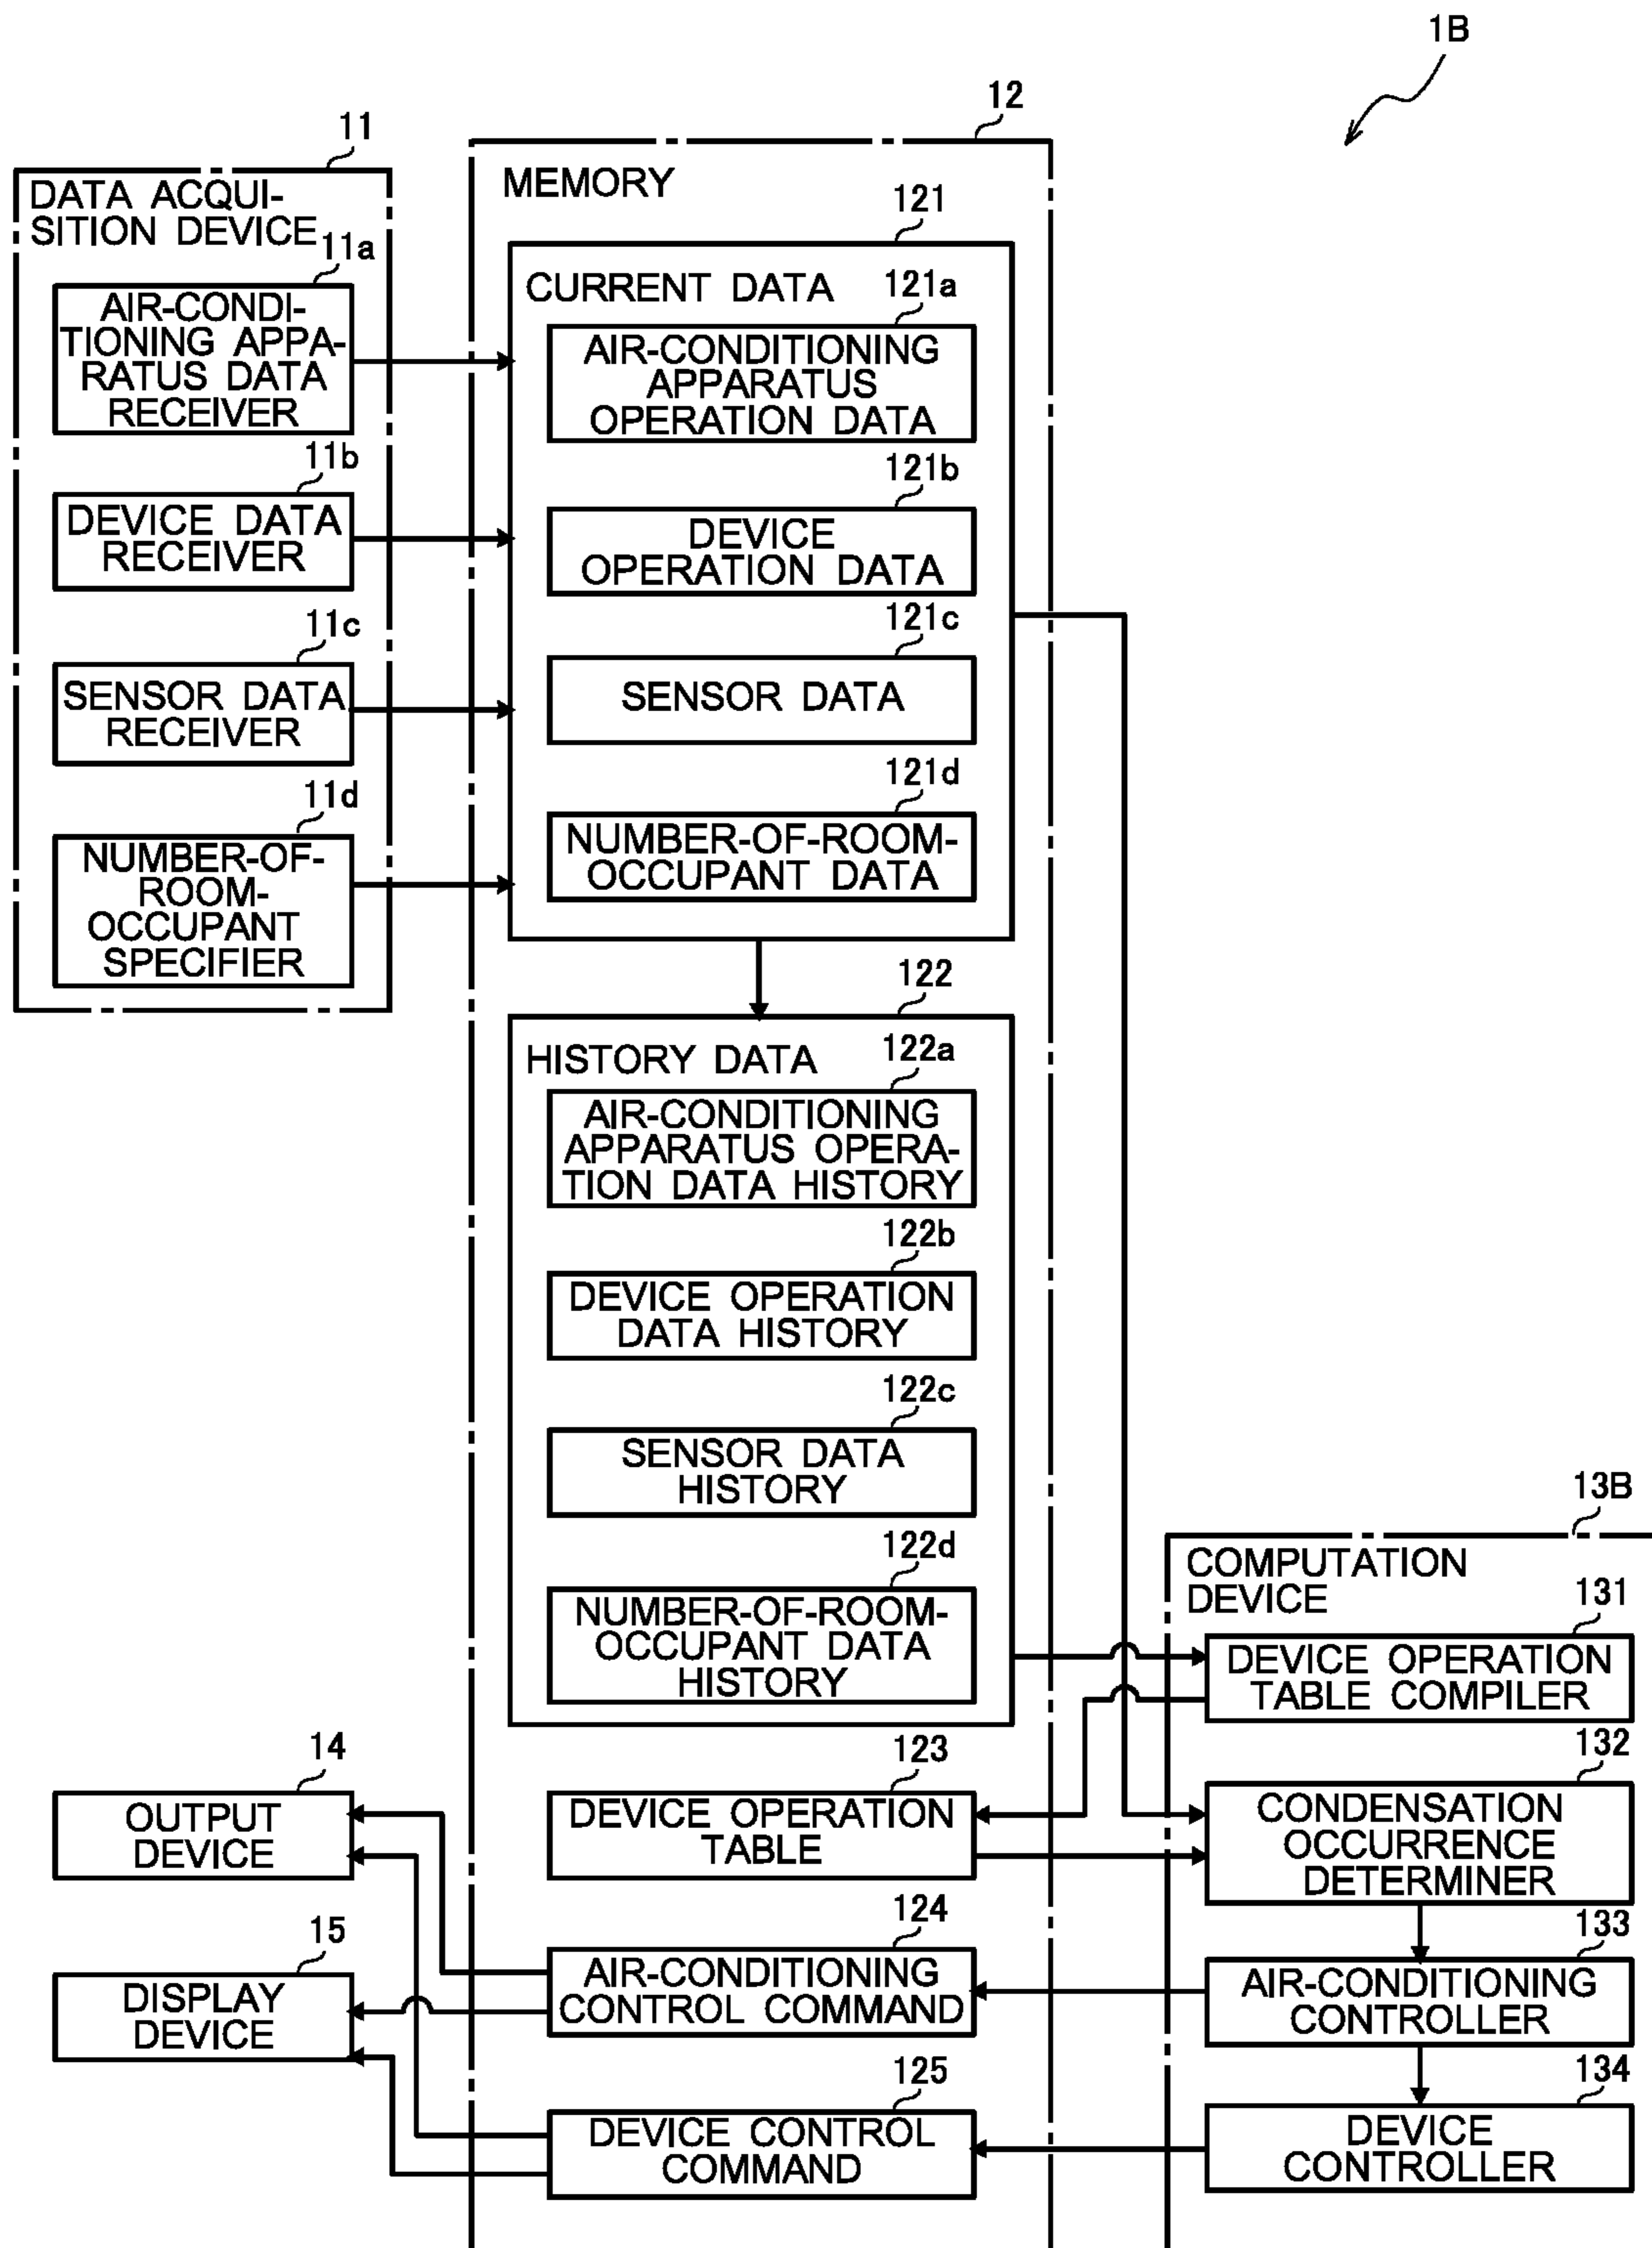 1B
11
DATA ACQUI-
SITION DEVICE
11a
AIR-CONDI-
TIONING APPA-
RATUS DATA
RECEIVER
11b
DEVICE DATA
RECEIVER
11c
SENSOR DATA
RECEIVER
11d
NUMBER-OF-
ROOM-
OCCUPANT
SPECIFIER
12
MEMORY
121
CURRENT DATA
121a
AIR-CONDITIONING
APPARATUS
OPERATION DATA
121b
DEVICE
OPERATION DATA
121c
SENSOR DATA
121d
NUMBER-OF-ROOM-
OCCUPANT DATA
122
HISTORY DATA
122a
AIR-CONDITIONING
APPARATUS OPERA-
TION DATA HISTORY
122b
DEVICE OPERATION
DATA HISTORY
122c
SENSOR DATA
HISTORY
122d
NUMBER-OF-ROOM-
OCCUPANT DATA
HISTORY
123
DEVICE OPERATION
TABLE
124
AIR-CONDITIONING
CONTROL COMMAND
125
DEVICE CONTROL
COMMAND
13B
COMPUTATION
DEVICE
131
DEVICE OPERATION
TABLE COMPILER
132
CONDENSATION
OCCURRENCE
DETERMINER
133
AIR-CONDITIONING
CONTROLLER
134
DEVICE
CONTROLLER
14
OUTPUT
DEVICE
15
DISPLAY
DEVICE